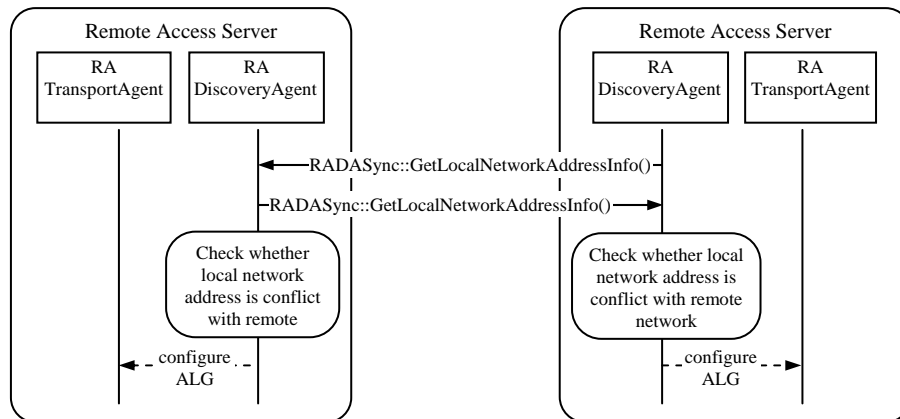 Remote Access Server
Remote Access Server
RA
TransportAgent
RA
DiscoveryAgent
RA
DiscoveryAgent
RA
TransportAgent
RADASync::GetLocalNetworkAddressInfo()
RADASync::GetLocalNetworkAddressInfo()
Check whether
local network
address is conflict
with remote
Check whether local
network address is
conflict with remote
network
configure
ALG
configure
ALG